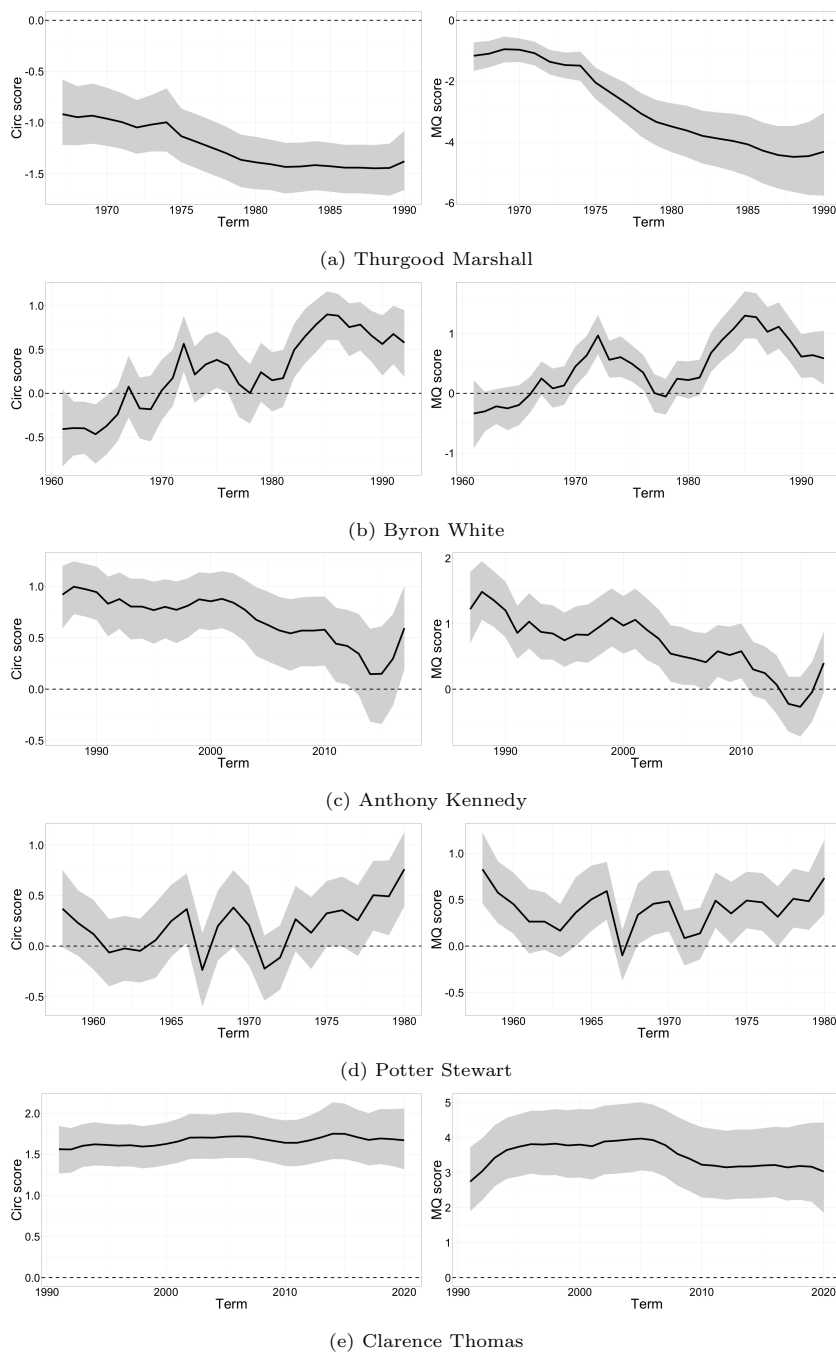 0.0
-0.5
-1.0
-1.5
Circ score
1970 1975 1980 1985 1990
Term
0
-2
-4
-6
MQ score
1970 1975 1980 1985 1990
Term
(a) Thurgood Marshall
1.0
0.5
0.0
-0.5
Circ score
1960 1970 1980 1990
Term
1
0
-1
MQ score
1960 1970 1980 1990
Term
(b) Byron White
1.0
0.5
0.0
-0.5
Circ score
1990 2000 2010
Term
2
1
0
MQ score
1990 2000 2010
Term
(c) Anthony Kennedy
1.0
0.5
0.0
-0.5
Circ score
1960 1965 1970 1975 1980
Term
1.0
0.5
0.0
-0.5
MQ score
1960 1965 1970 1975 1980
Term
(d) Potter Stewart
2.0
1.5
1.0
0.5
0.0
Circ score
1990 2000 2010 2020
Term
5
4
3
2
1
0
MQ score
1990 2000 2010 2020
Term
(e) Clarence Thomas